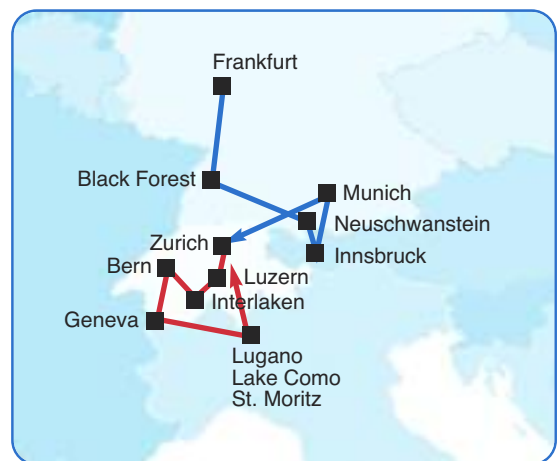 Frankfurt
Black Forest
Munich
Neuschwanstein
Zurich
Innsbruck
Bern
Luzern
Interlaken
Geneva
Lugano
Lake Como
St. Moritz